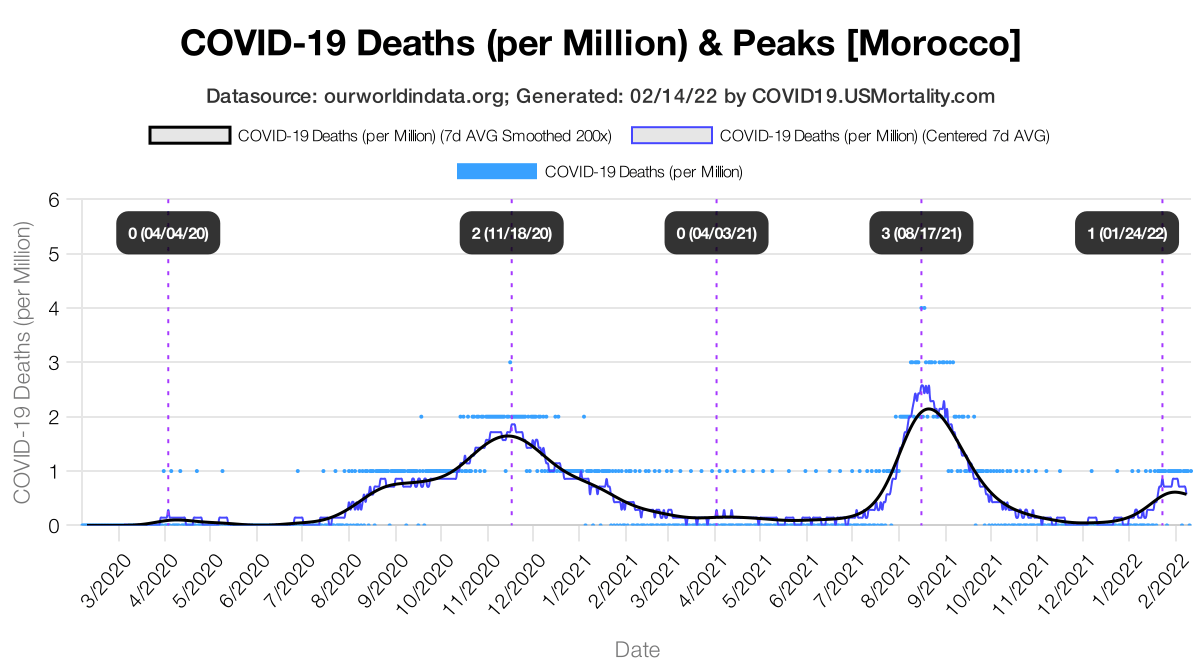 COVID-19 Deaths (per Million) & Peaks [Morocco]
Datasource: ourworldindata.org; Generated: 02/14/22 by COVID19.USMortality.com
COVID-19 Deaths (per Million) (7d AVG Smoothed 200x) COVID-19 Deaths (per Million) (Centered 7d AVG)
COVID-19 Deaths (per Million)
6
0 (04/04/20) 2 (11/18/20) 0 (04/03/21) 3 (08/17/21) 1 (01/24/22)
5
4
3
2
1
0
COVID-19 Deaths (per Million)
3/2020 4/2020 5/2020 6/2020 7/2020 8/2020 9/2020 10/2020 11/2020 12/2020 1/2021 2/2021 3/2021 4/2021 5/2021 6/2021 7/2021 8/2021 9/2021 10/2021 11/2021 12/2021 1/2022 2/2022
Date